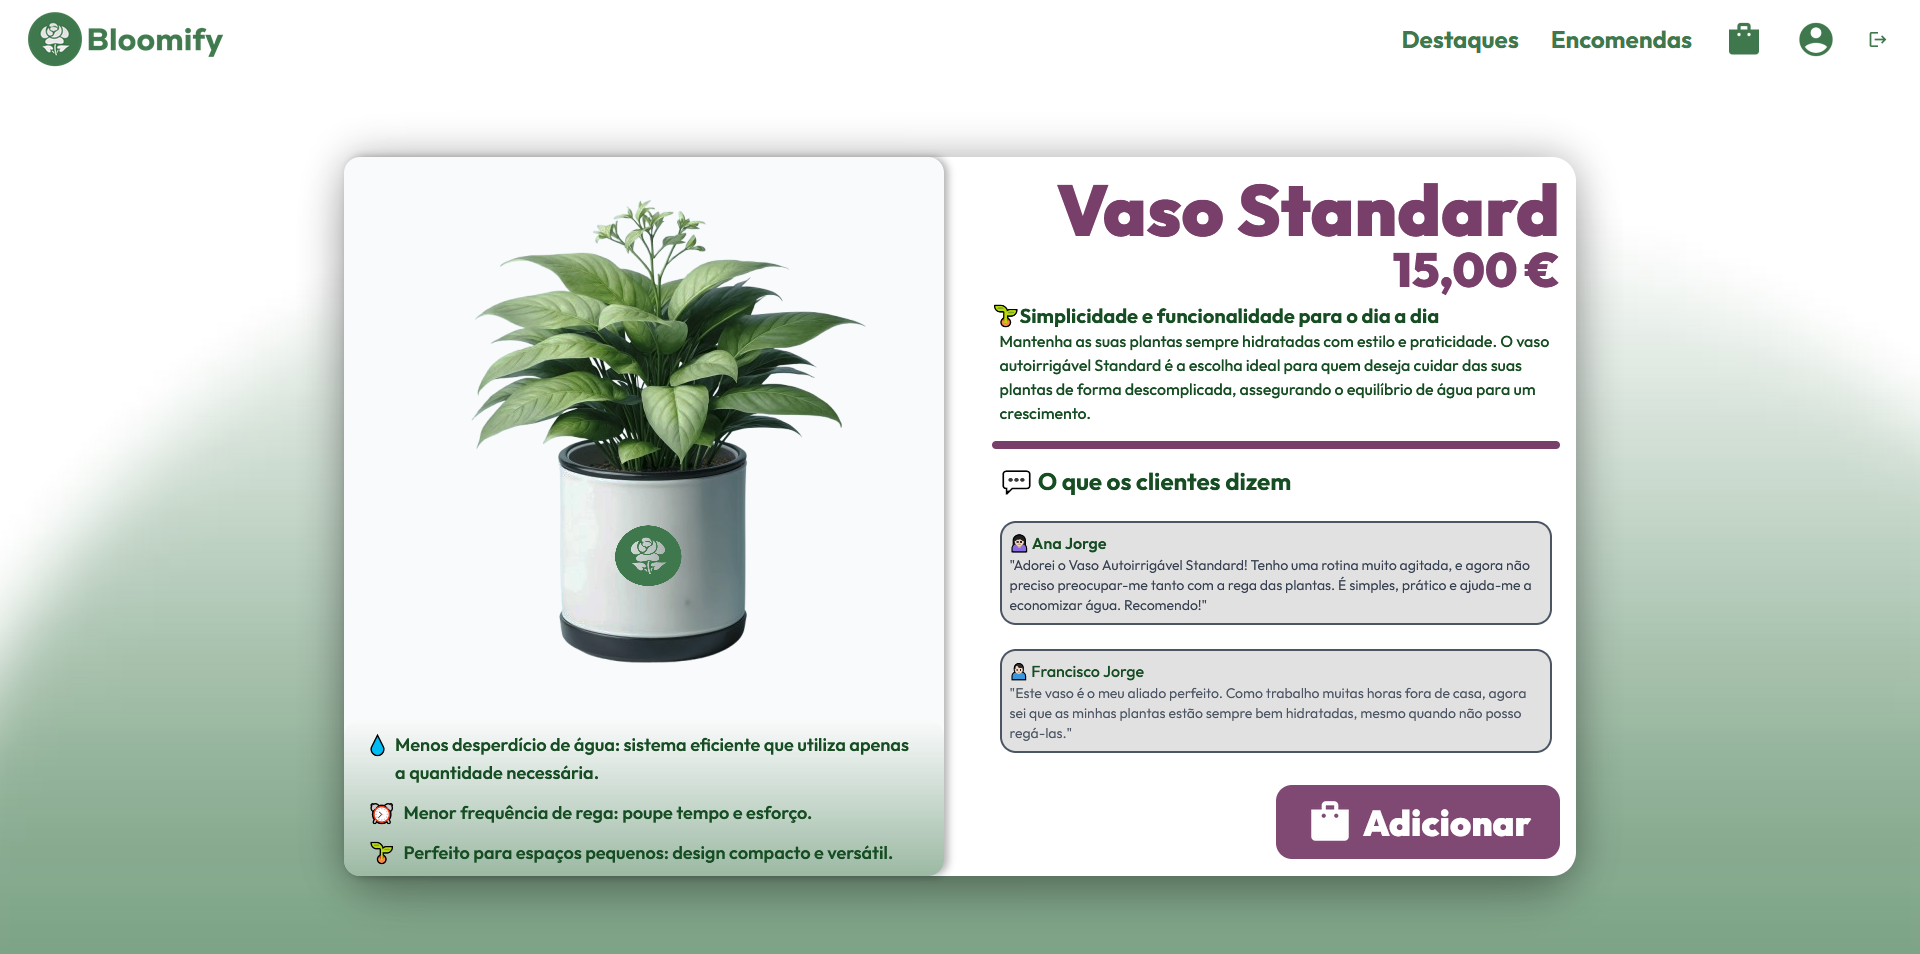 Bloomify
Destaques
Encomendas
Vaso Standard
15,00 €
Simplicidade e funcionalidade para o dia a dia
Mantenha as suas plantas sempre hidratadas com estilo e praticidade. O vaso
autoirrigável Standard é a escolha ideal para quem deseja cuidar das suas
plantas de forma descomplicada, assegurando o equilíbrio de água para um
crescimento.
O que os clientes dizem
Ana Jorge
"Adorei o Vaso Autoirrigável Standard! Tenho uma rotina muito agitada, e agora não
preciso preocupar-me tanto com a rega das plantas. É simples, prático e ajuda-me a
economizar água. Recomendo!"
Francisco Jorge
"Este vaso é o meu aliado perfeito. Como trabalho muitas horas fora de casa, agora
sei que as minhas plantas estão sempre bem hidratadas, mesmo quando não posso
regá-las."
Menos desperdício de água: sistema eficiente que utiliza apenas
a quantidade necessária.
Menor frequência de rega: poupe tempo e esforço.
Perfeito para espaços pequenos: design compacto e versátil.
Adicionar